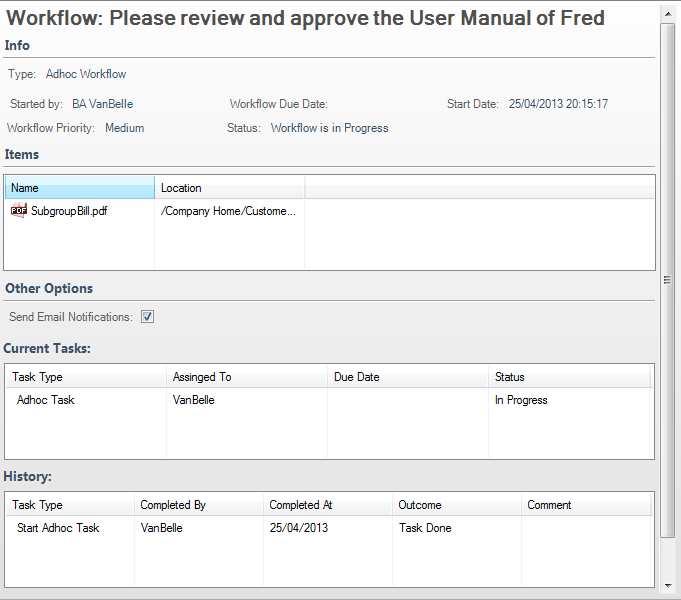 Workflow: Please review and approve the User Manual of Fred
Info
Type: Adhoc Workflow
Started by: BA VanBelle Workflow Due Date: Start Date: 25/04/2013 20:15:17
Workflow Priority: Medium Status: Workflow is in Progress
Items
Name Location
PDF SubgroupBill.pdf /Company Home/Custome...
Other Options
Send Email Notifications:
Current Tasks:
Task Type Assinged To Due Date Status
Adhoc Task VanBelle In Progress
History:
Task Type Completed By Completed At Outcome Comment
Start Adhoc Task VanBelle 25/04/2013 Task Done